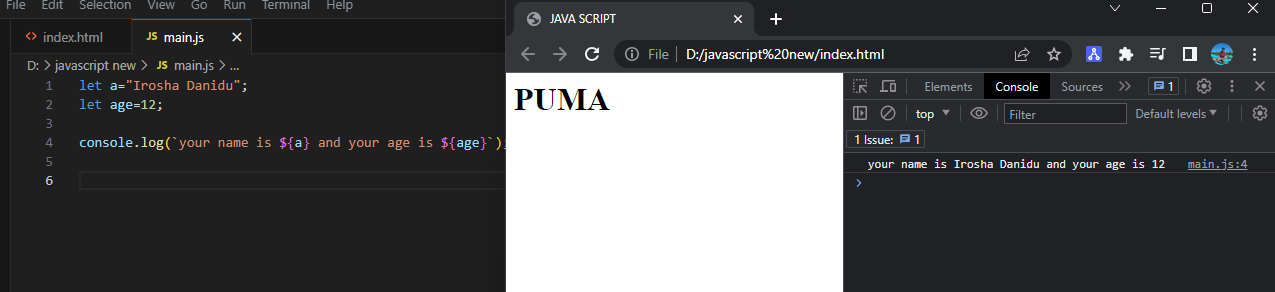 File Edit Selection View Go Run Terminal Help
index.html JS main.js
D: > javascript new > JS main.js > ...
1 let a="Irosha Danidu";
2 let age=12;
3
4 console.log(`your name is ${a} and your age is ${age}`);
5
6
JAVA SCRIPT
File D:/javascript%20new/index.html
PUMA
Elements Console Sources 1
top Filter Default levels
1 Issue: 1
your name is Irosha Danidu and your age is 12 main.js:4